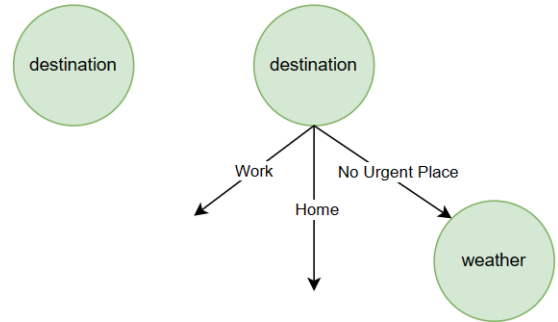 destination
destination
Work
No Urgent Place
Home
weather